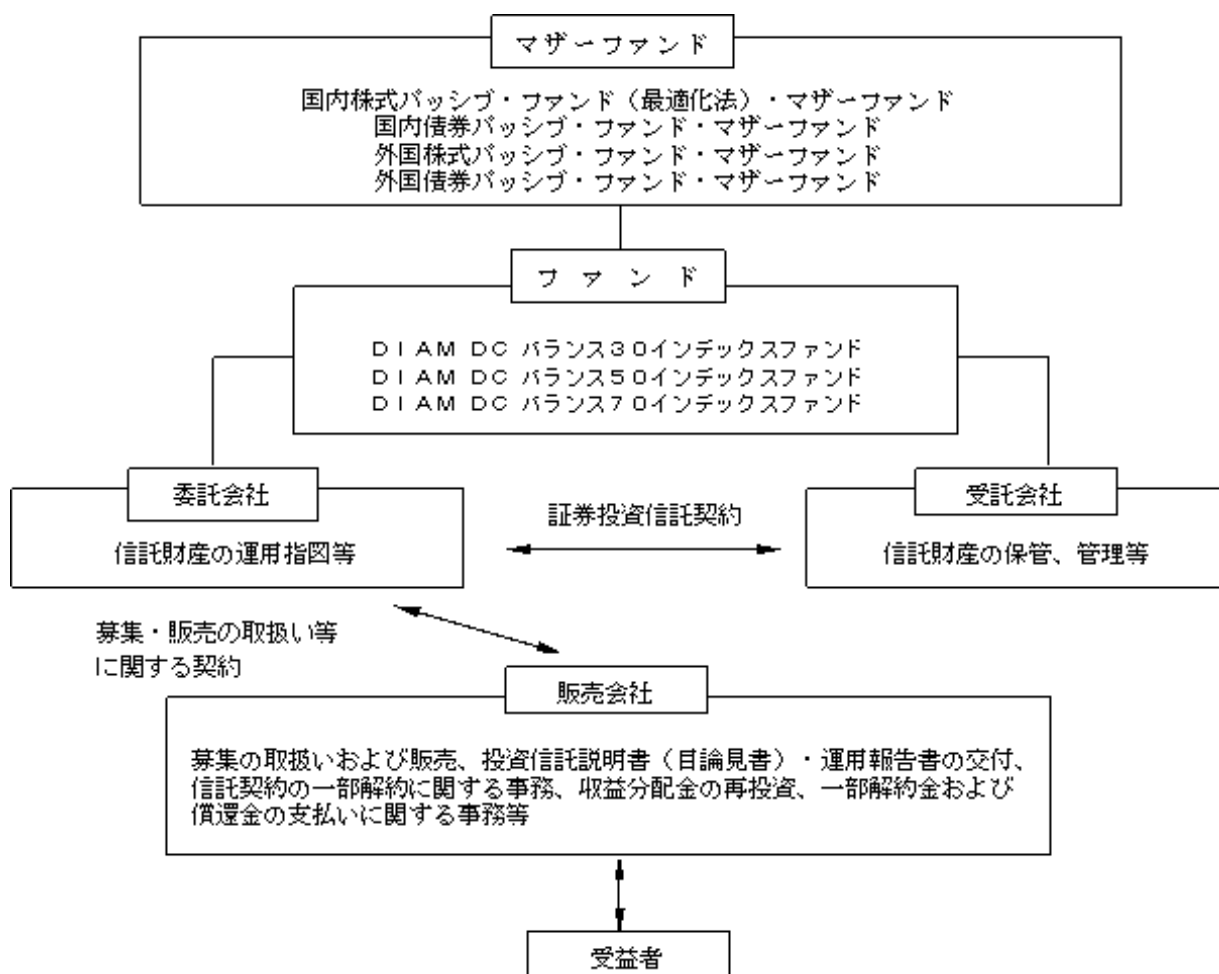 マザーファンド
国内株式パッシブ・ファンド（最適化法）・マザーファンド
国内債券パッシブ・ファンド・マザーファンド
外国株式パッシブ・ファンド・マザーファンド
外国債券パッシブ・ファンド・マザーファンド
ファンド
ＤＩＡＭ ＤＣ バランス３０インデックスファンド
ＤＩＡＭ ＤＣ バランス５０インデックスファンド
ＤＩＡＭ ＤＣ バランス７０インデックスファンド
委託会社
信託財産の運用指図等
証券投資信託契約
受託会社
信託財産の保管、管理等
募集・販売の取扱い等
に関する契約
販売会社
募集の取扱いおよび販売、投資信託説明書（目論見書）・運用報告書の交付、
信託契約の一部解約に関する事務、収益分配金の再投資、一部解約金および
償還金の支払いに関する事務等
受益者